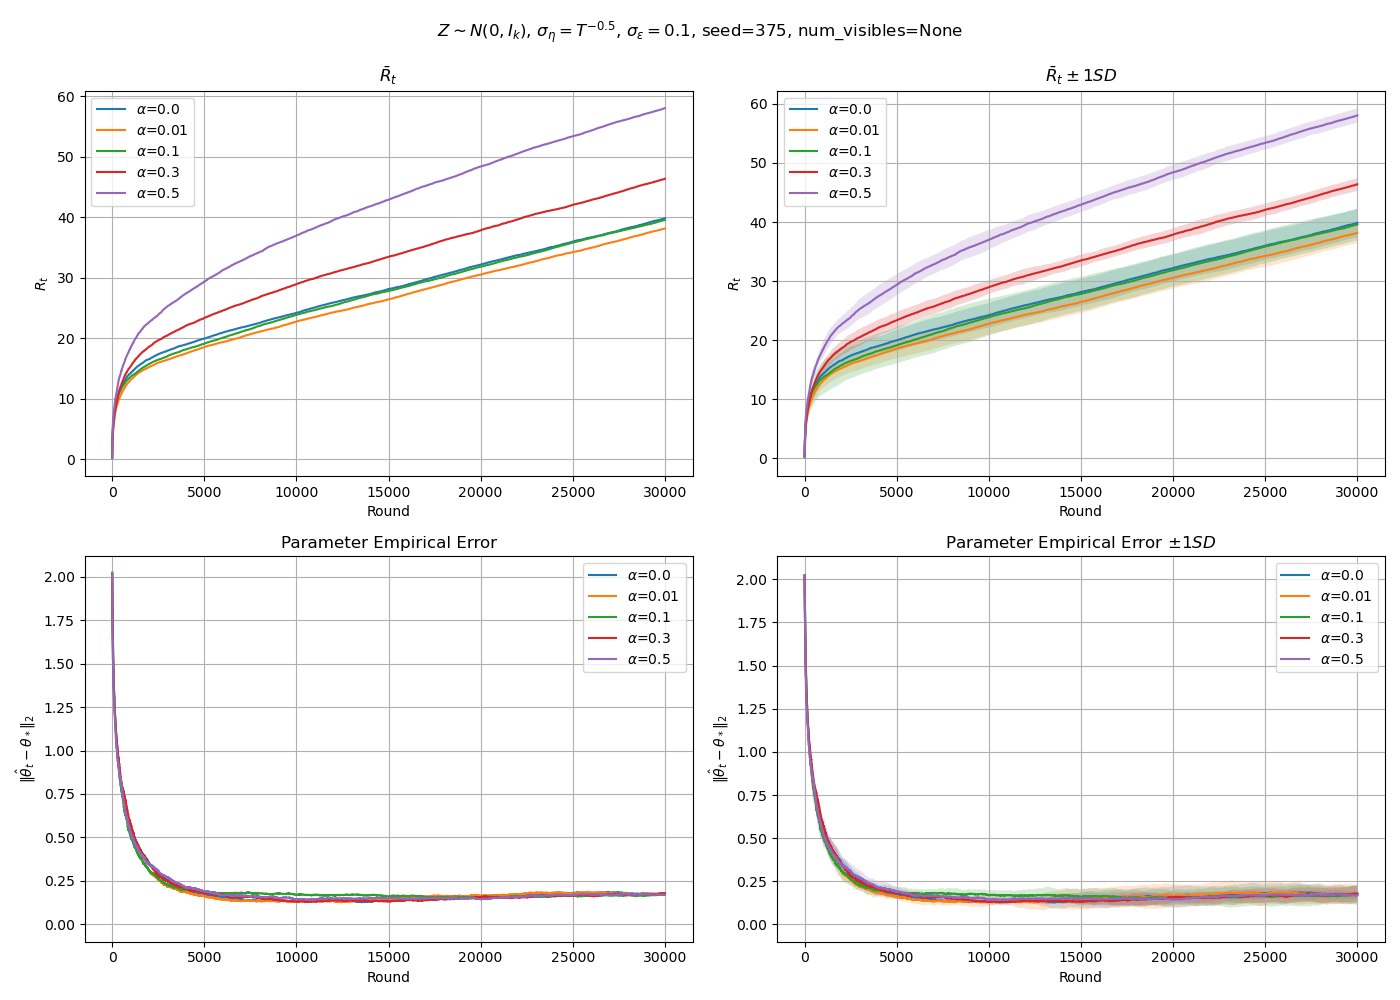 Z ∼ N(0, I_k), σ_η = T^{−0.5}, σ_ε = 0.1, seed=375, num_visibles=None
R̄_t
R_t
60
50
40
30
20
10
0
α=0.0
α=0.01
α=0.1
α=0.3
α=0.5
0 5000 10000 15000 20000 25000 30000
Round
R̄_t ± 1SD
R_t
60
50
40
30
20
10
0
α=0.0
α=0.01
α=0.1
α=0.3
α=0.5
0 5000 10000 15000 20000 25000 30000
Round
Parameter Empirical Error
‖θ̂_t − θ_*‖_2
2.00
1.75
1.50
1.25
1.00
0.75
0.50
0.25
0.00
α=0.0
α=0.01
α=0.1
α=0.3
α=0.5
0 5000 10000 15000 20000 25000 30000
Round
Parameter Empirical Error ±1SD
‖θ̂_t − θ_*‖_2
2.00
1.75
1.50
1.25
1.00
0.75
0.50
0.25
0.00
α=0.0
α=0.01
α=0.1
α=0.3
α=0.5
0 5000 10000 15000 20000 25000 30000
Round